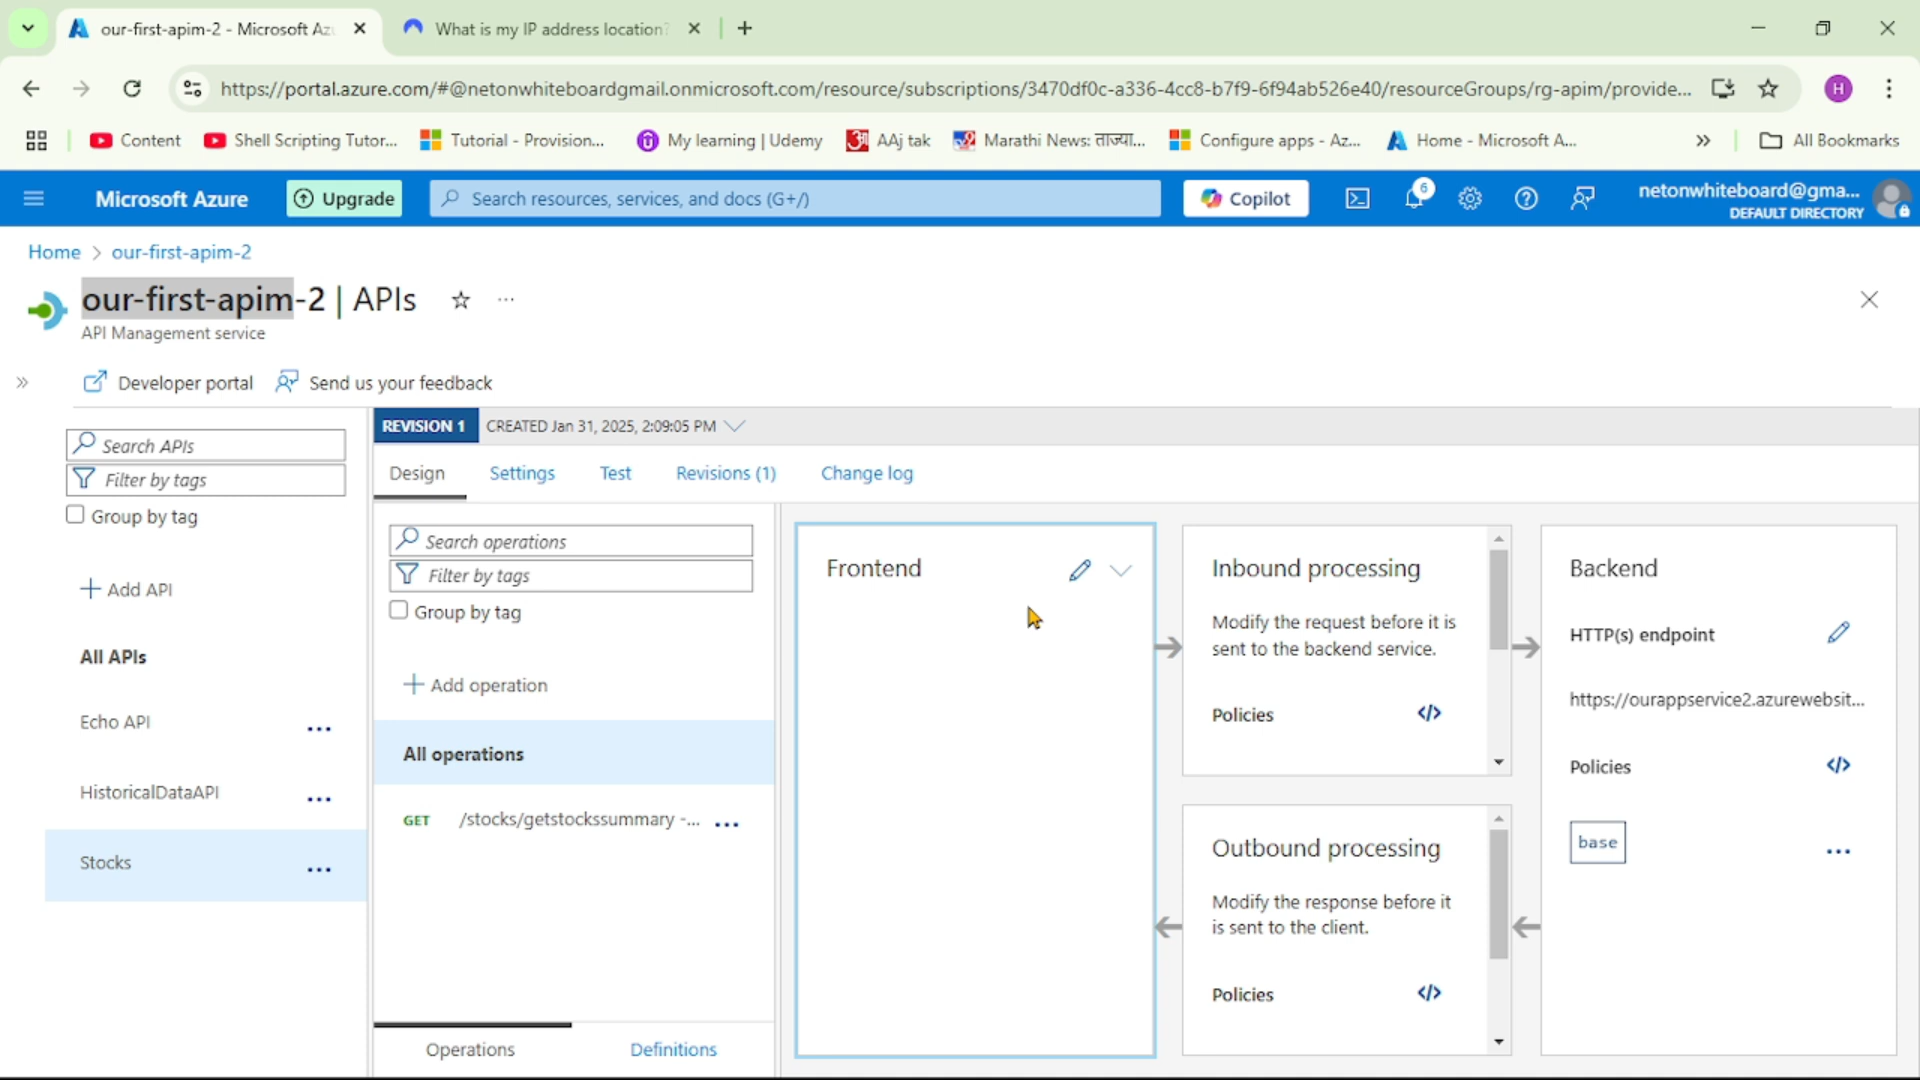 our-first-apim-2 - Microsoft Az
What is my IP address location?
https://portal.azure.com/#@netonwhiteboardgmail.onmicrosoft.com/resource/subscriptions/3470df0c-a336-4cc8-b7f9-6f94ab526e40/resourceGroups/rg-apim/provide...
H
Content
Shell Scripting Tutor...
Tutorial - Provision...
My learning | Udemy
AAj tak
Marathi News: ताज्या...
Configure apps - Az...
Home - Microsoft A...
All Bookmarks
Microsoft Azure
Upgrade
Search resources, services, and docs (G+/)
Copilot
6
netonwhiteboard@gma...
DEFAULT DIRECTORY
Home > our-first-apim-2
our-first-apim-2 | APIs
API Management service
Developer portal
Send us your feedback
Search APIs
Filter by tags
Group by tag
Add API
All APIs
Echo API
HistoricalDataAPI
Stocks
REVISION 1
CREATED Jan 31, 2025, 2:09:05 PM
Design
Settings
Test
Revisions (1)
Change log
Search operations
Filter by tags
Group by tag
Add operation
All operations
GET /stocks/getstockssummary -...
Operations
Definitions
Frontend
Inbound processing
Modify the request before it is
sent to the backend service.
Policies
Outbound processing
Modify the response before it
is sent to the client.
Policies
Backend
HTTP(s) endpoint
https://ourappservice2.azurewebsit...
Policies
base